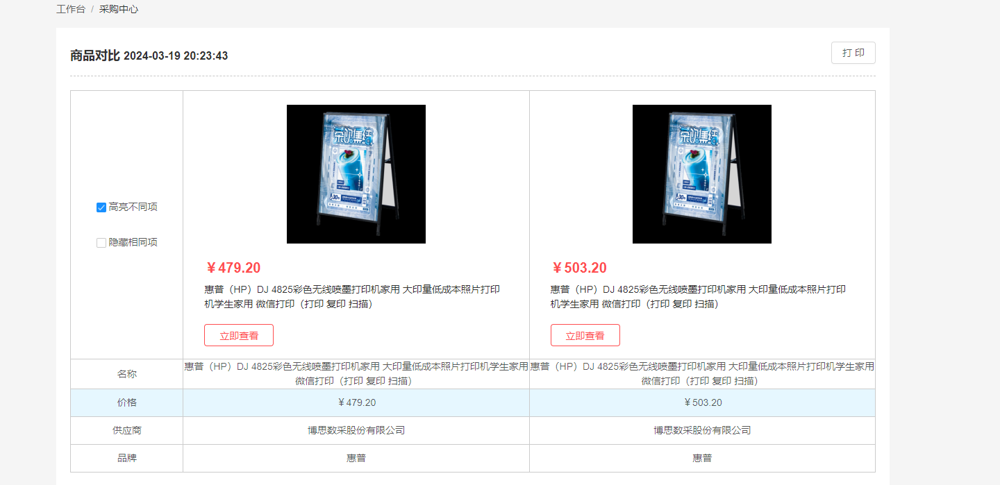 工作台 / 采购中心
商品对比 2024-03-19 20:23:43
打 印
高亮不同项
隐藏相同项
￥479.20
惠普（HP）DJ 4825彩色无线喷墨打印机家用 大印量低成本照片打印
机学生家用 微信打印（打印 复印 扫描）
立即查看
￥503.20
惠普（HP）DJ 4825彩色无线喷墨打印机家用 大印量低成本照片打印
机学生家用 微信打印（打印 复印 扫描）
立即查看
名称
惠普（HP）DJ 4825彩色无线喷墨打印机家用 大印量低成本照片打印机学生家用
微信打印（打印 复印 扫描）
惠普（HP）DJ 4825彩色无线喷墨打印机家用 大印量低成本照片打印机学生家用
微信打印（打印 复印 扫描）
价格
￥479.20
￥503.20
供应商
博思数采股份有限公司
博思数采股份有限公司
品牌
惠普
惠普